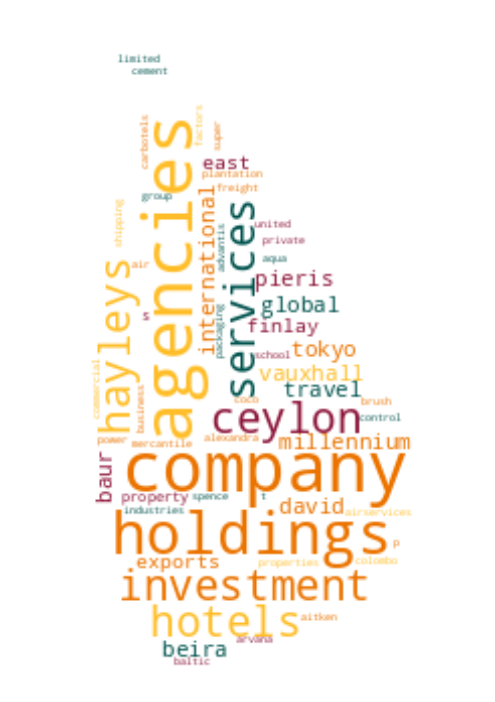 limited
cement
carbotels
agencies
factors
super
east
plantation
freight
group
shipping
international
services
advantis
united
private
hayleys
air
aqua
pieris
global
s
finlay
packaging
tokyo
school
vauxhall
travel
commercial
business
coco
brush
ceylon
control
power
mercantile
alexandra
millennium
company
baur
property
spence
t
david
industries
airservices
holdings
p
exports
properties
colombo
investment
hotels
aitken
arvana
beira
baltic